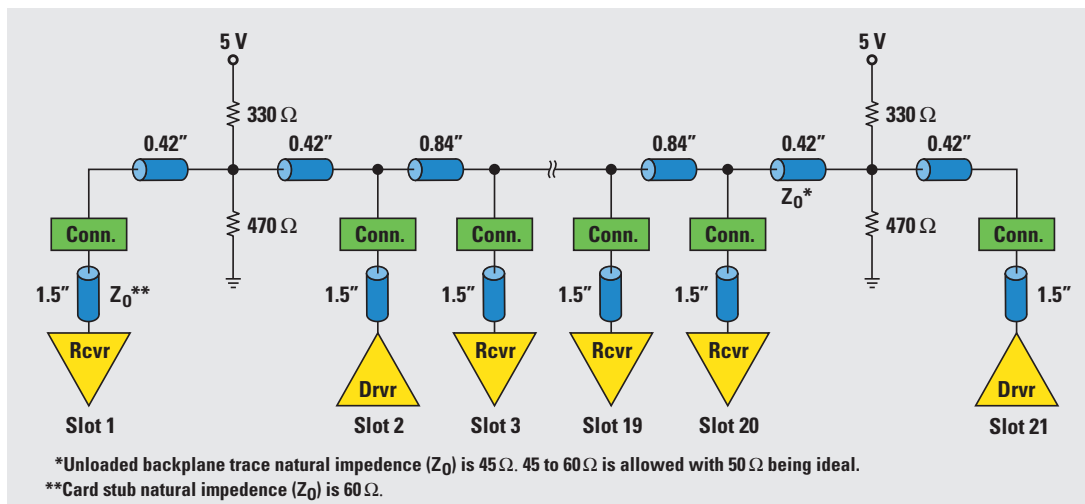 5 V
5 V
330 Ω
330 Ω
0.42″
0.42″
0.84″
0.84″
0.42″
0.42″
Z0*
470 Ω
470 Ω
Conn.
Conn.
Conn.
Conn.
Conn.
Conn.
1.5″
Z0**
1.5″
1.5″
1.5″
1.5″
1.5″
Rcvr
Drvr
Rcvr
Rcvr
Rcvr
Drvr
Slot 1
Slot 2
Slot 3
Slot 19
Slot 20
Slot 21
*Unloaded backplane trace natural impedence (Z0) is 45 Ω. 45 to 60 Ω is allowed with 50 Ω being ideal.
**Card stub natural impedence (Z0) is 60 Ω.